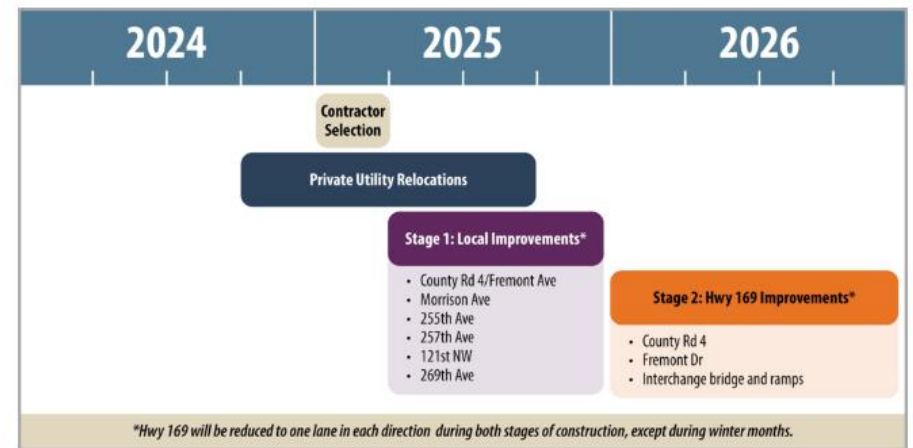 2024 2025 2026
Contractor
Selection
Private Utility Relocations
Stage 1: Local Improvements*
• County Rd 4/Fremont Ave
• Morrison Ave
• 255th Ave
• 257th Ave
• 121st NW
• 269th Ave
Stage 2: Hwy 169 Improvements*
• County Rd 4
• Fremont Dr
• Interchange bridge and ramps
*Hwy 169 will be reduced to one lane in each direction during both stages of construction, except during winter months.